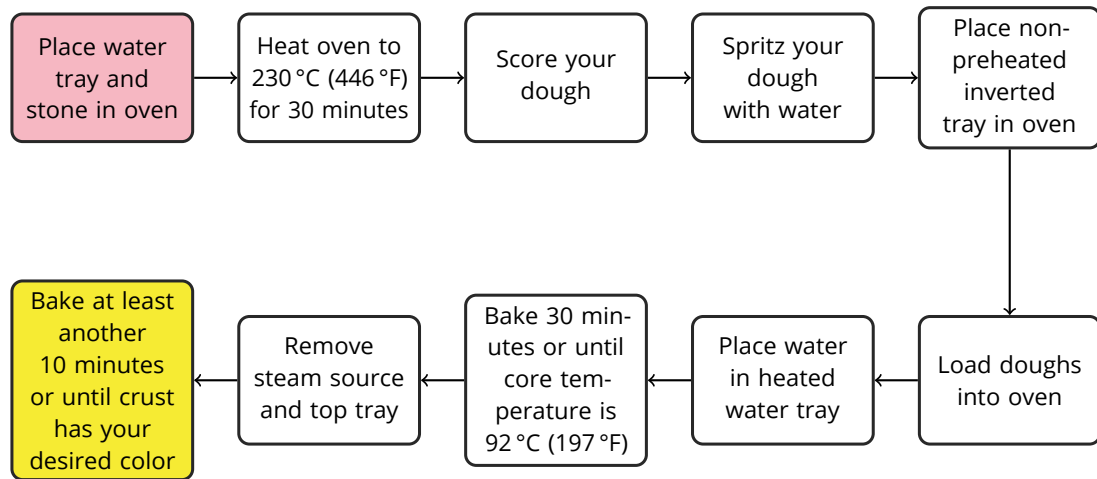 Place water
tray and
stone in oven
Heat oven to
230 °C (446 °F)
for 30 minutes
Score your
dough
Spritz your
dough
with water
Place non-
preheated
inverted
tray in oven
Load doughs
into oven
Place water
in heated
water tray
Bake 30 min-
utes or until
core tem-
perature is
92 °C (197 °F)
Remove
steam source
and top tray
Bake at least
another
10 minutes
or until crust
has your
desired color